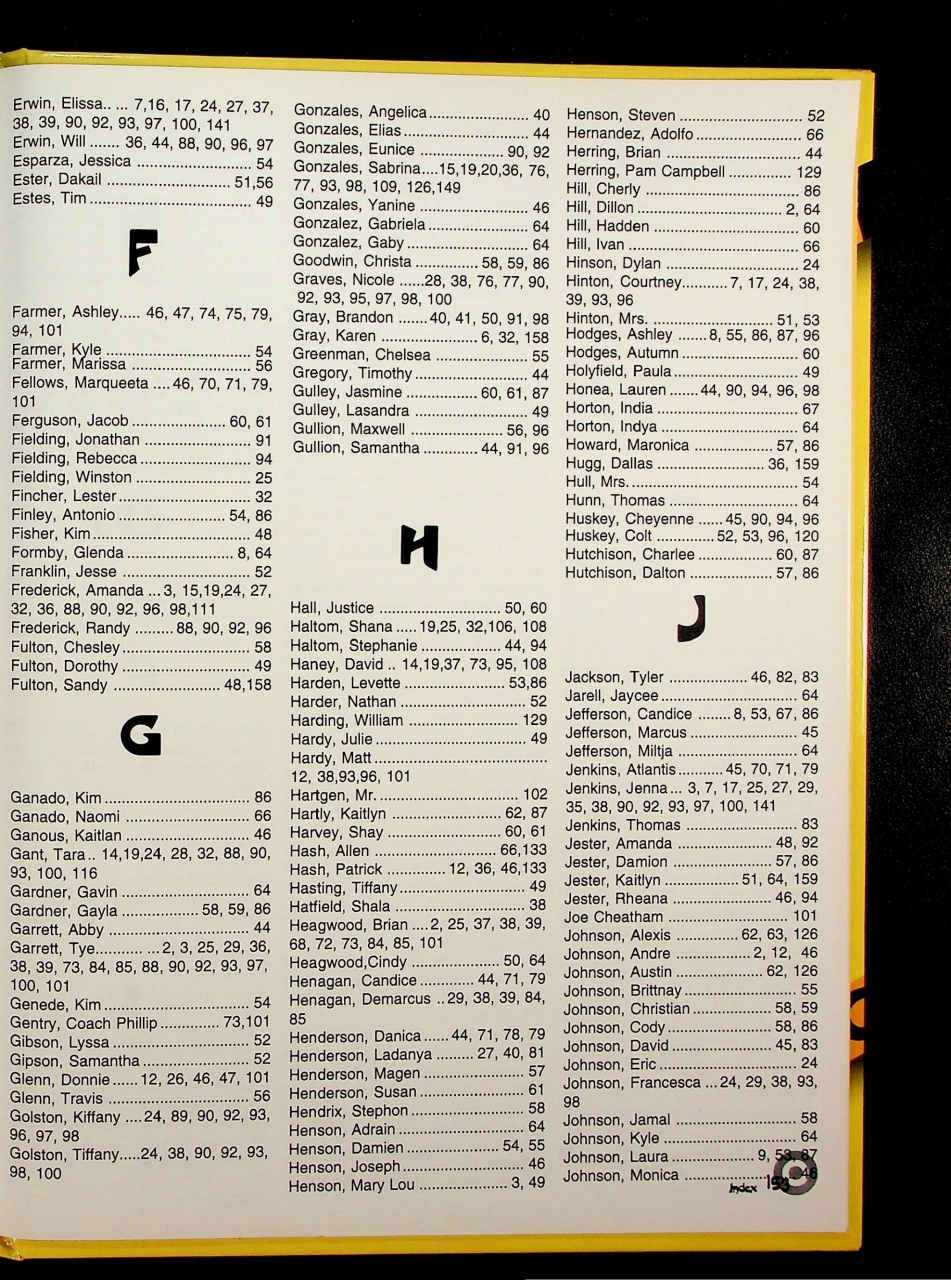 Erwin, Elissa.. ... 7,16, 17, 24, 27, 37,
38, 39, 90, 92, 93, 97, 100, 141
Erwin, Will ....... 36, 44, 88, 90, 96, 97
Esparza, Jessica ................... 54
Ester, Dakail ............................ 51,56
Estes, Tim .................................. 49
F
Farmer, Ashley..... 46, 47, 74, 75, 79,
94, 101
Farmer, Kyle ........................... 54
Farmer, Marissa ...................... 56
Fellows, Marqueeta .... 46, 70, 71, 79,
101
Ferguson, Jacob ..................... 60, 61
Fielding, Jonathan ................... 91
Fielding, Rebecca .................... 94
Fielding, Winston ..................... 25
Fincher, Lester ......................... 32
Finley, Antonio ........................ 54, 86
Fisher, Kim .............................. 48
Formby, Glenda ...................... 8, 64
Franklin, Jesse ........................ 52
Frederick, Amanda ... 3, 15,19,24, 27,
32, 36, 88, 90, 92, 96, 98,111
Frederick, Randy ......... 88, 90, 92, 96
Fulton, Chesley ........................ 58
Fulton, Dorothy ........................ 49
Fulton, Sandy ........................ 48,158
G
Ganado, Kim ........................... 86
Ganado, Naomi ....................... 66
Ganous, Kaitlan ...................... 46
Gant, Tara.. 14,19,24, 28, 32, 88, 90,
93, 100, 116
Gardner, Gavin ....................... 64
Gardner, Gayla ................ 58, 59, 86
Garrett, Abby .......................... 44
Garrett, Tye.......... ... 2, 3, 25, 29, 36,
38, 39, 73, 84, 85, 88, 90, 92, 93, 97,
100, 101
Genede, Kim .......................... 54
Gentry, Coach Phillip ............. 73,101
Gibson, Lyssa ......................... 52
Gipson, Samantha .................. 52
Glenn, Donnie ...... 12, 26, 46, 47, 101
Glenn, Travis .......................... 56
Golston, Kiffany .... 24, 89, 90, 92, 93,
96, 97, 98
Golston, Tiffany.....24, 38, 90, 92, 93,
98, 100
Gonzales, Angelica .................. 40
Gonzales, Elias ....................... 44
Gonzales, Eunice .................. 90, 92
Gonzales, Sabrina....15,19,20,36, 76,
77, 93, 98, 109, 126,149
Gonzales, Yanine .................... 46
Gonzalez, Gabriela .................. 64
Gonzalez, Gaby ...................... 64
Goodwin, Christa ............. 58, 59, 86
Graves, Nicole ......28, 38, 76, 77, 90,
92, 93, 95, 97, 98, 100
Gray, Brandon .......40, 41, 50, 91, 98
Gray, Karen ..................... 6, 32, 158
Greenman, Chelsea ................ 55
Gregory, Timothy .................... 44
Gulley, Jasmine ............... 60, 61, 87
Gulley, Lasandra ..................... 49
Gullion, Maxwell .................. 56, 96
Gullion, Samantha ............ 44, 91, 96
H
Hall, Justice ......................... 50, 60
Haltom, Shana ..... 19,25, 32,106, 108
Haltom, Stephanie ................. 44, 94
Haney, David .. 14,19,37, 73, 95, 108
Harden, Levette ..................... 53,86
Harder, Nathan ....................... 52
Harding, William ..................... 129
Hardy, Julie ............................ 49
Hardy, Matt ............................
12, 38,93,96, 101
Hartgen, Mr. .......................... 102
Hartly, Kaitlyn ....................... 62, 87
Harvey, Shay ......................... 60, 61
Hash, Allen ........................... 66,133
Hash, Patrick ............. 12, 36, 46,133
Hasting, Tiffany ...................... 49
Hatfield, Shala ........................ 38
Heagwood, Brian ....2, 25, 37, 38, 39,
68, 72, 73, 84, 85, 101
Heagwood,Cindy .................. 50, 64
Henagan, Candice ........... 44, 71, 79
Henagan, Demarcus ..29, 38, 39, 84,
85
Henderson, Danica ...... 44, 71, 78, 79
Henderson, Ladanya ........ 27, 40, 81
Henderson, Magen .................. 57
Henderson, Susan ................... 61
Hendrix, Stephon ..................... 58
Henson, Adrain ....................... 64
Henson, Damien ................... 54, 55
Henson, Joseph ...................... 46
Henson, Mary Lou ................. 3, 49
Henson, Steven ...................... 52
Hernandez, Adolfo ................... 66
Herring, Brian ......................... 44
Herring, Pam Campbell ............ 129
Hill, Cherly ............................. 86
Hill, Dillon ............................ 2, 64
Hill, Hadden ........................... 60
Hill, Ivan ................................ 66
Hinson, Dylan ......................... 24
Hinton, Courtney.......... 7, 17, 24, 38,
39, 93, 96
Hinton, Mrs. ......................... 51, 53
Hodges, Ashley ....... 8, 55, 86, 87, 96
Hodges, Autumn ..................... 60
Holyfield, Paula ....................... 49
Honea, Lauren .......44, 90, 94, 96, 98
Horton, India .......................... 67
Horton, Indya .......................... 64
Howard, Maronica ................ 57, 86
Hugg, Dallas ........................ 36, 159
Hull, Mrs. ............................... 54
Hunn, Thomas ........................ 64
Huskey, Cheyenne ...... 45, 90, 94, 96
Huskey, Colt ............. 52, 53, 96, 120
Hutchison, Charlee ............... 60, 87
Hutchison, Dalton ................. 57, 86
J
Jackson, Tyler ................. 46, 82, 83
Jarell, Jaycee ......................... 64
Jefferson, Candice ........ 8, 53, 67, 86
Jefferson, Marcus .................... 45
Jefferson, Miltja ...................... 64
Jenkins, Atlantis .......... 45, 70, 71, 79
Jenkins, Jenna ... 3, 7, 17, 25, 27, 29,
35, 38, 90, 92, 93, 97, 100, 141
Jenkins, Thomas ..................... 83
Jester, Amanda .................... 48, 92
Jester, Damion ..................... 57, 86
Jester, Kaitlyn ................. 51, 64, 159
Jester, Rheana ..................... 46, 94
Joe Cheatham ........................ 101
Johnson, Alexis .............. 62, 63, 126
Johnson, Andre ................. 2, 12, 46
Johnson, Austin ................... 62, 126
Johnson, Brittnay ..................... 55
Johnson, Christian ................ 58, 59
Johnson, Cody ..................... 58, 86
Johnson, David .................... 45, 83
Johnson, Eric .......................... 24
Johnson, Francesca ... 24, 29, 38, 93,
98
Johnson, Jamal ....................... 58
Johnson, Kyle ......................... 64
Johnson, Laura .................. 9, 53, 87
Johnson, Monica ..................... 46
Index 153